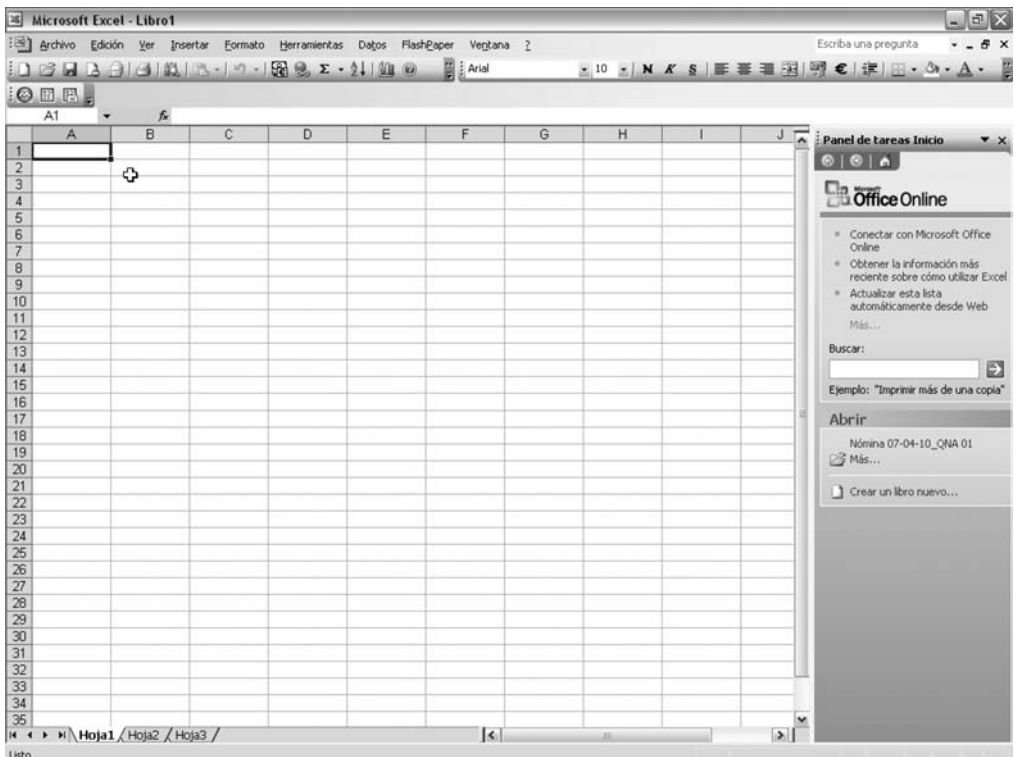 Microsoft Excel - Libro1
Archivo Edición Ver Insertar Formato Herramientas Datos FlashPaper Ventana ? Escriba una pregunta
Arial 10 N K S €
A1 fx
A B C D E F G H I J
1
2
3
4
5
6
7
8
9
10
11
12
13
14
15
16
17
18
19
20
21
22
23
24
25
26
27
28
29
30
31
32
33
34
35
Panel de tareas Inicio
Microsoft
Office Online
Conectar con Microsoft Office
Online
Obtener la información más
reciente sobre cómo utilizar Excel
Actualizar esta lista
automáticamente desde Web
Más...
Buscar:
Ejemplo: "Imprimir más de una copia"
Abrir
Nómina 07-04-10_QNA 01
Más...
Crear un libro nuevo...
Hoja1 / Hoja2 / Hoja3 /
Listo